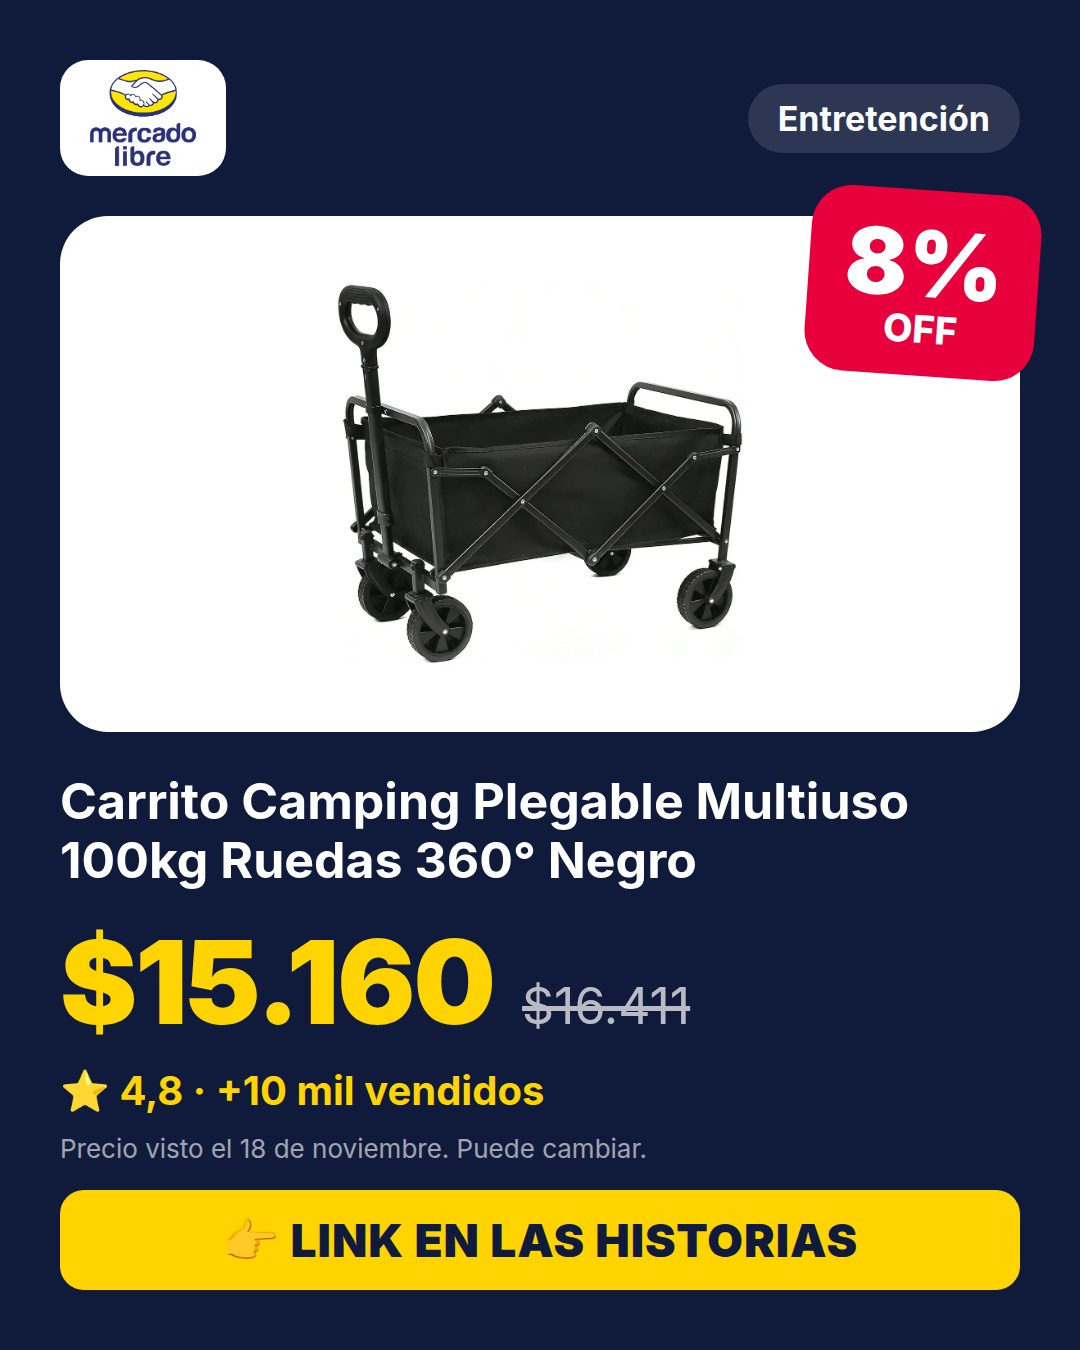 mercado
libre
Entretención
8%
OFF
Carrito Camping Plegable Multiuso
100kg Ruedas 360° Negro
$15.160 $16.411
⭐ 4,8 · +10 mil vendidos
Precio visto el 18 de noviembre. Puede cambiar.
👉 LINK EN LAS HISTORIAS